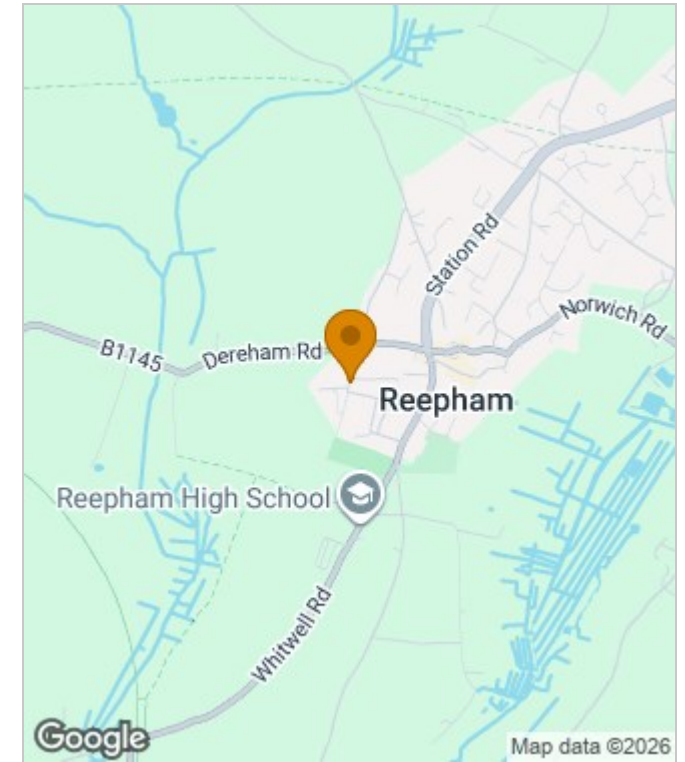 Station Rd
Norwich Rd
B1145
Dereham Rd
Reepham
Reepham High School
Whitwell Rd
Google
Map data ©2026